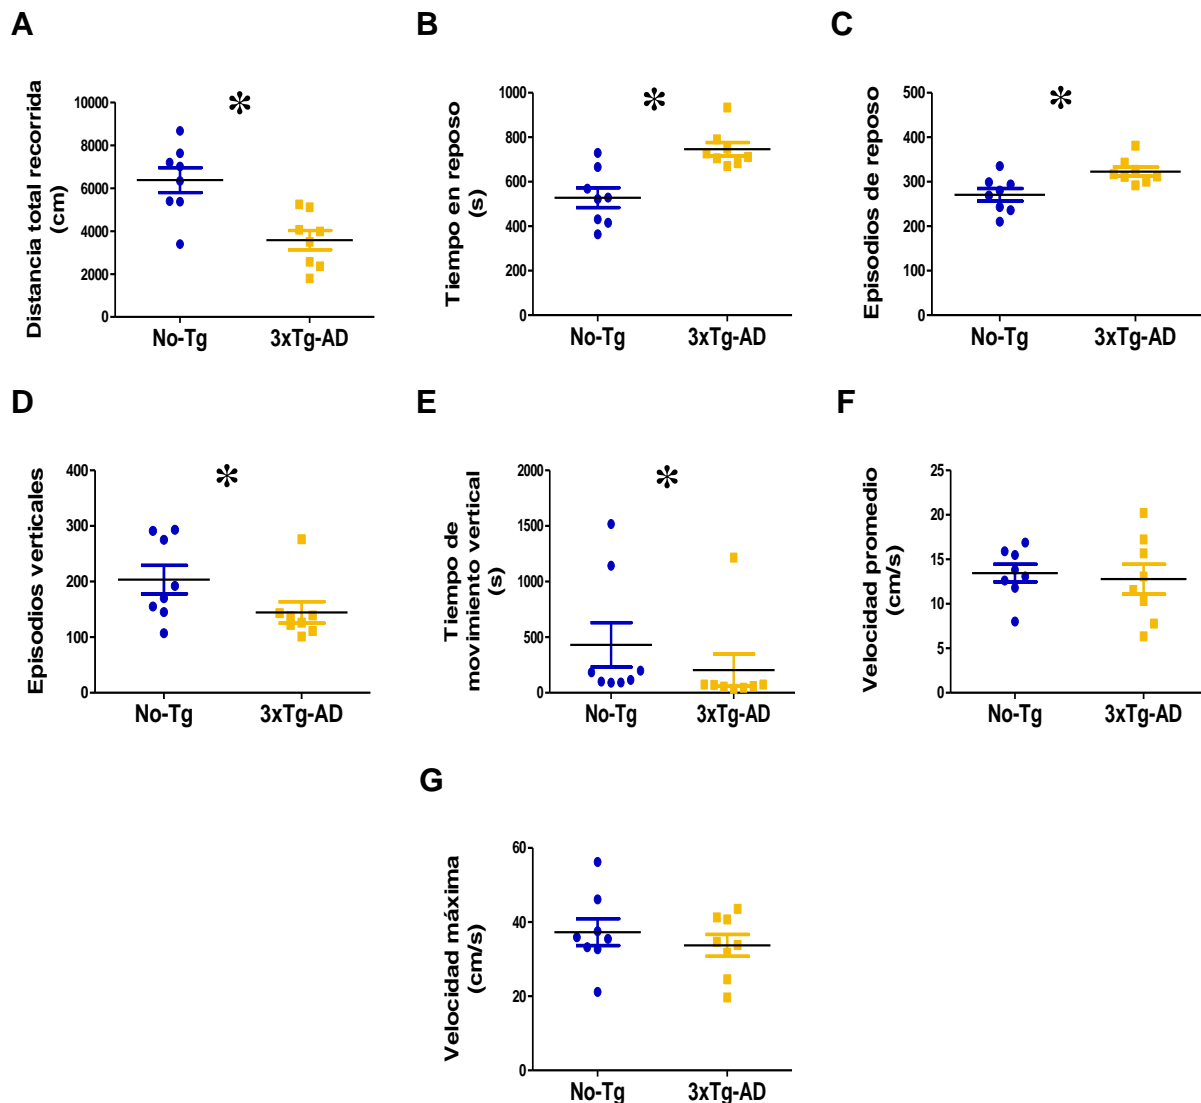 A
B
C
Distancia total recorrida
(cm)
10000
8000
6000
4000
2000
0
*
No-Tg
3xTg-AD
Tiempo en reposo
(s)
1000
800
600
400
200
0
*
No-Tg
3xTg-AD
Episodios de reposo
500
400
300
200
100
0
*
No-Tg
3xTg-AD
D
E
F
Episodios verticales
400
300
200
100
0
*
No-Tg
3xTg-AD
Tiempo de
movimiento vertical
(s)
2000
1500
1000
500
0
*
No-Tg
3xTg-AD
Velocidad promedio
(cm/s)
25
20
15
10
5
0
No-Tg
3xTg-AD
G
Velocidad máxima
(cm/s)
60
40
20
0
No-Tg
3xTg-AD